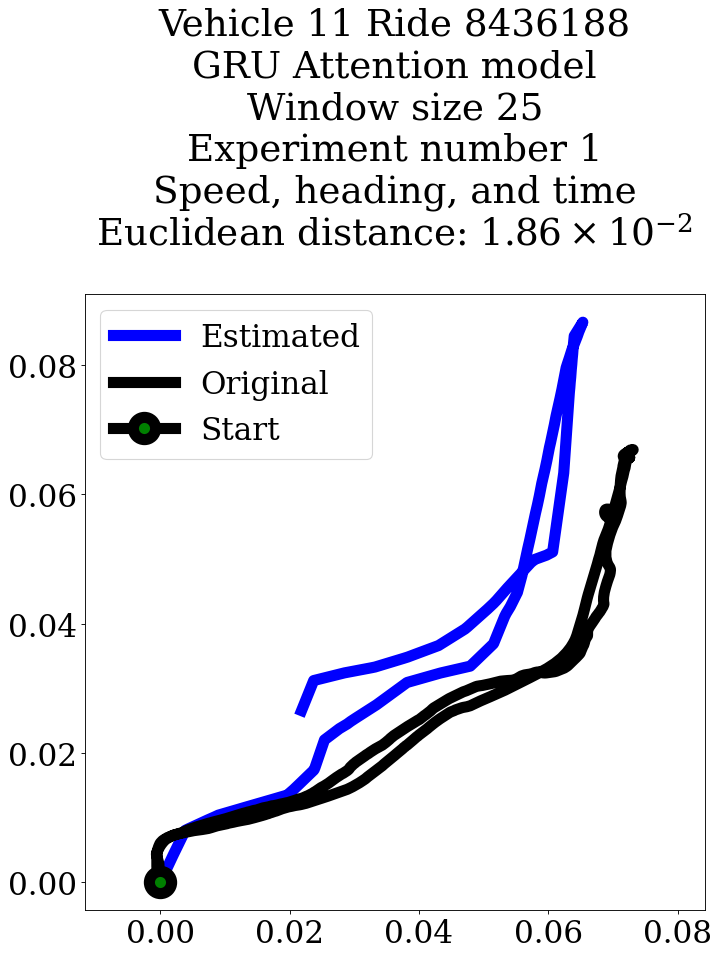 Vehicle 11 Ride 8436188
GRU Attention model
Window size 25
Experiment number 1
Speed, heading, and time
Euclidean distance: 1.86 × 10⁻²
Estimated
Original
Start
0.08
0.06
0.04
0.02
0.00
0.00 0.02 0.04 0.06 0.08